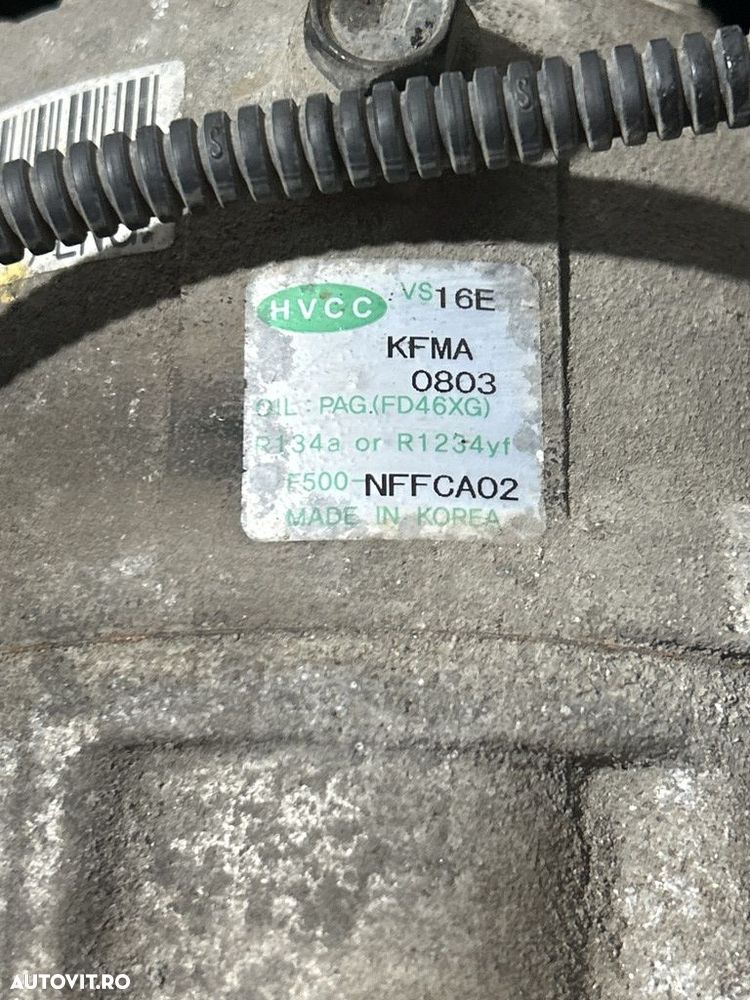 HVCC VS16E
KFMA
0803
OIL : PAG.(FD46XG)
R134a or R1234yf
F500-NFFCA02
MADE IN KOREA
S
S
AUTOVIT.RO